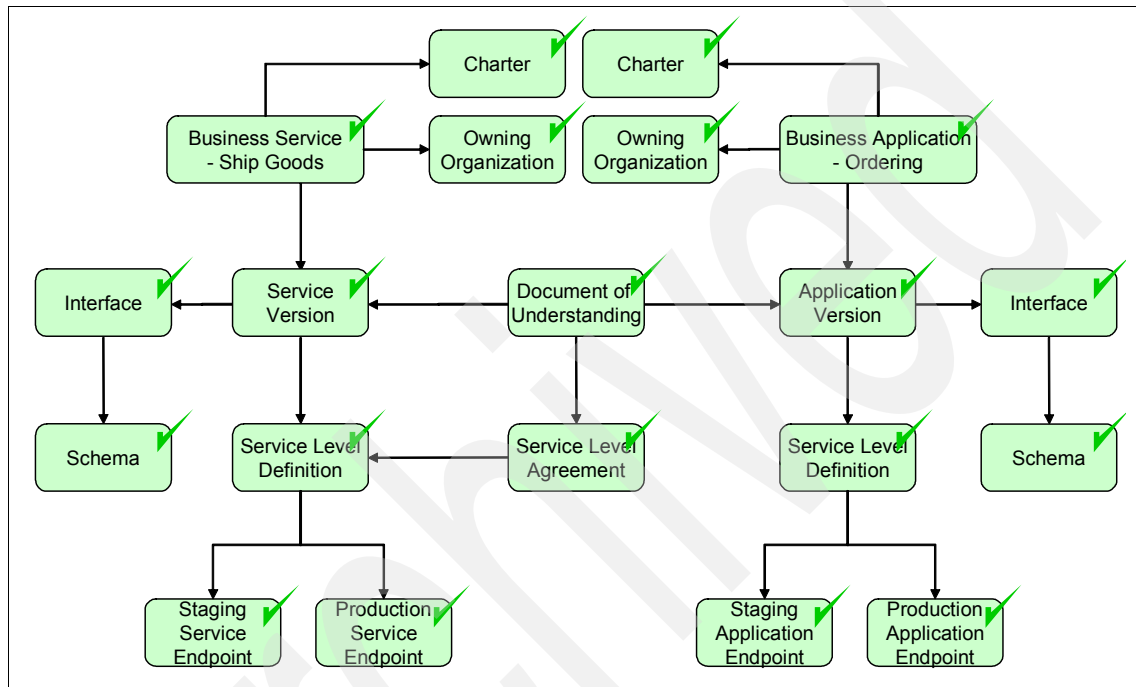 Charter
Charter
Business Service
- Ship Goods
Owning
Organization
Owning
Organization
Business Application
- Ordering
Interface
Service
Version
Document of
Understanding
Application
Version
Interface
Schema
Service Level
Definition
Service Level
Agreement
Service Level
Definition
Schema
Staging
Service
Endpoint
Production
Service
Endpoint
Staging
Application
Endpoint
Production
Application
Endpoint